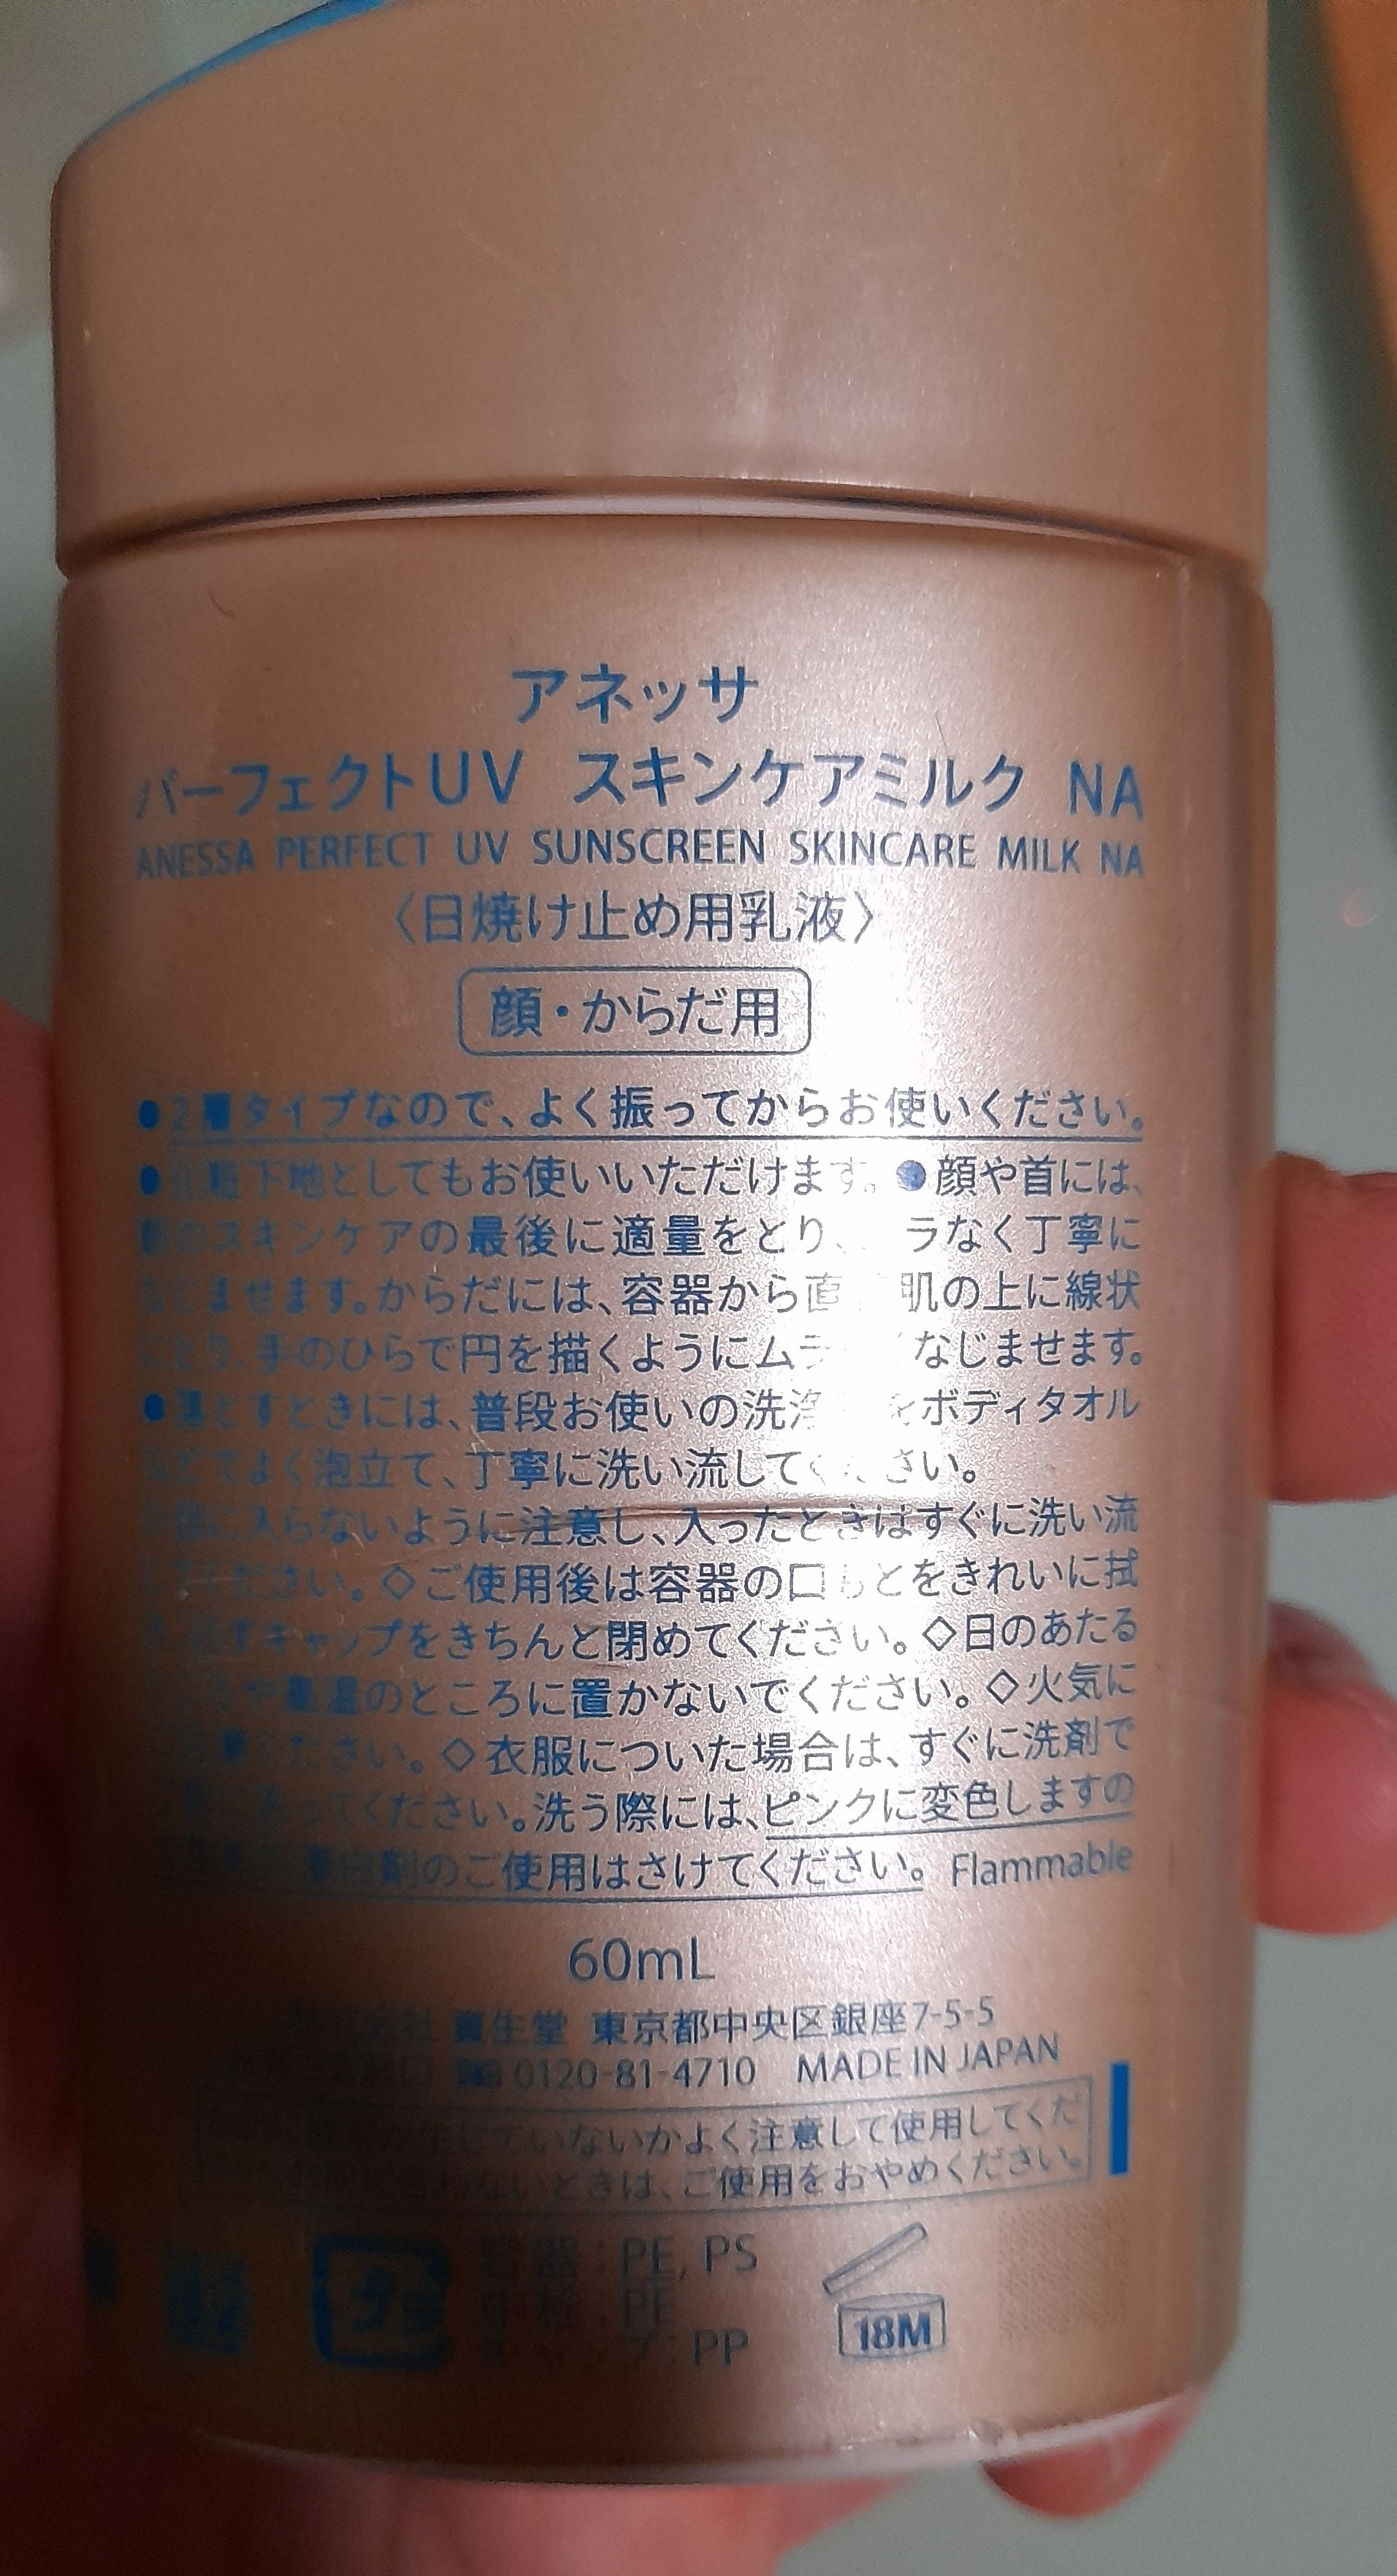 アネッサ
パーフェクトUV スキンケアミルク NA
ANESSA PERFECT UV SUNSCREEN SKINCARE MILK NA
〈日焼け止め用乳液〉
顔・からだ用
●2層タイプなので、よく振ってからお使いください。
●化粧下地としてもお使いいただけます。●顔や首には、
スキンケアの最後に適量をとり、ラなく丁寧に
なじませます。からだには、容器から直 肌の上に線状
にとり、手のひらで円を描くようにムラ なじませます。
●落とすときには、普段お使いの洗浄 をボディタオル
などでよく泡立て、丁寧に洗い流してください。
入らないように注意し、入ったときはすぐに洗い流
ください。◇ご使用後は容器の口もとをきれいに拭
キャップをきちんと閉めてください。◇日のあたる
や高温のところに置かないでください。◇火気に
ください。◇衣服についた場合は、すぐに洗剤で
洗ってください。洗う際には、ピンクに変色しますの
漂白剤のご使用はさけてください。 Flammable
60mL
資生堂 東京都中央区銀座7-5-5
0120-81-4710 MADE IN JAPAN
ていないかよく注意して使用してくだ
ないときは、ご使用をおやめください。
容器:PE, PS
中栓:PE
キャップ:PP
18M